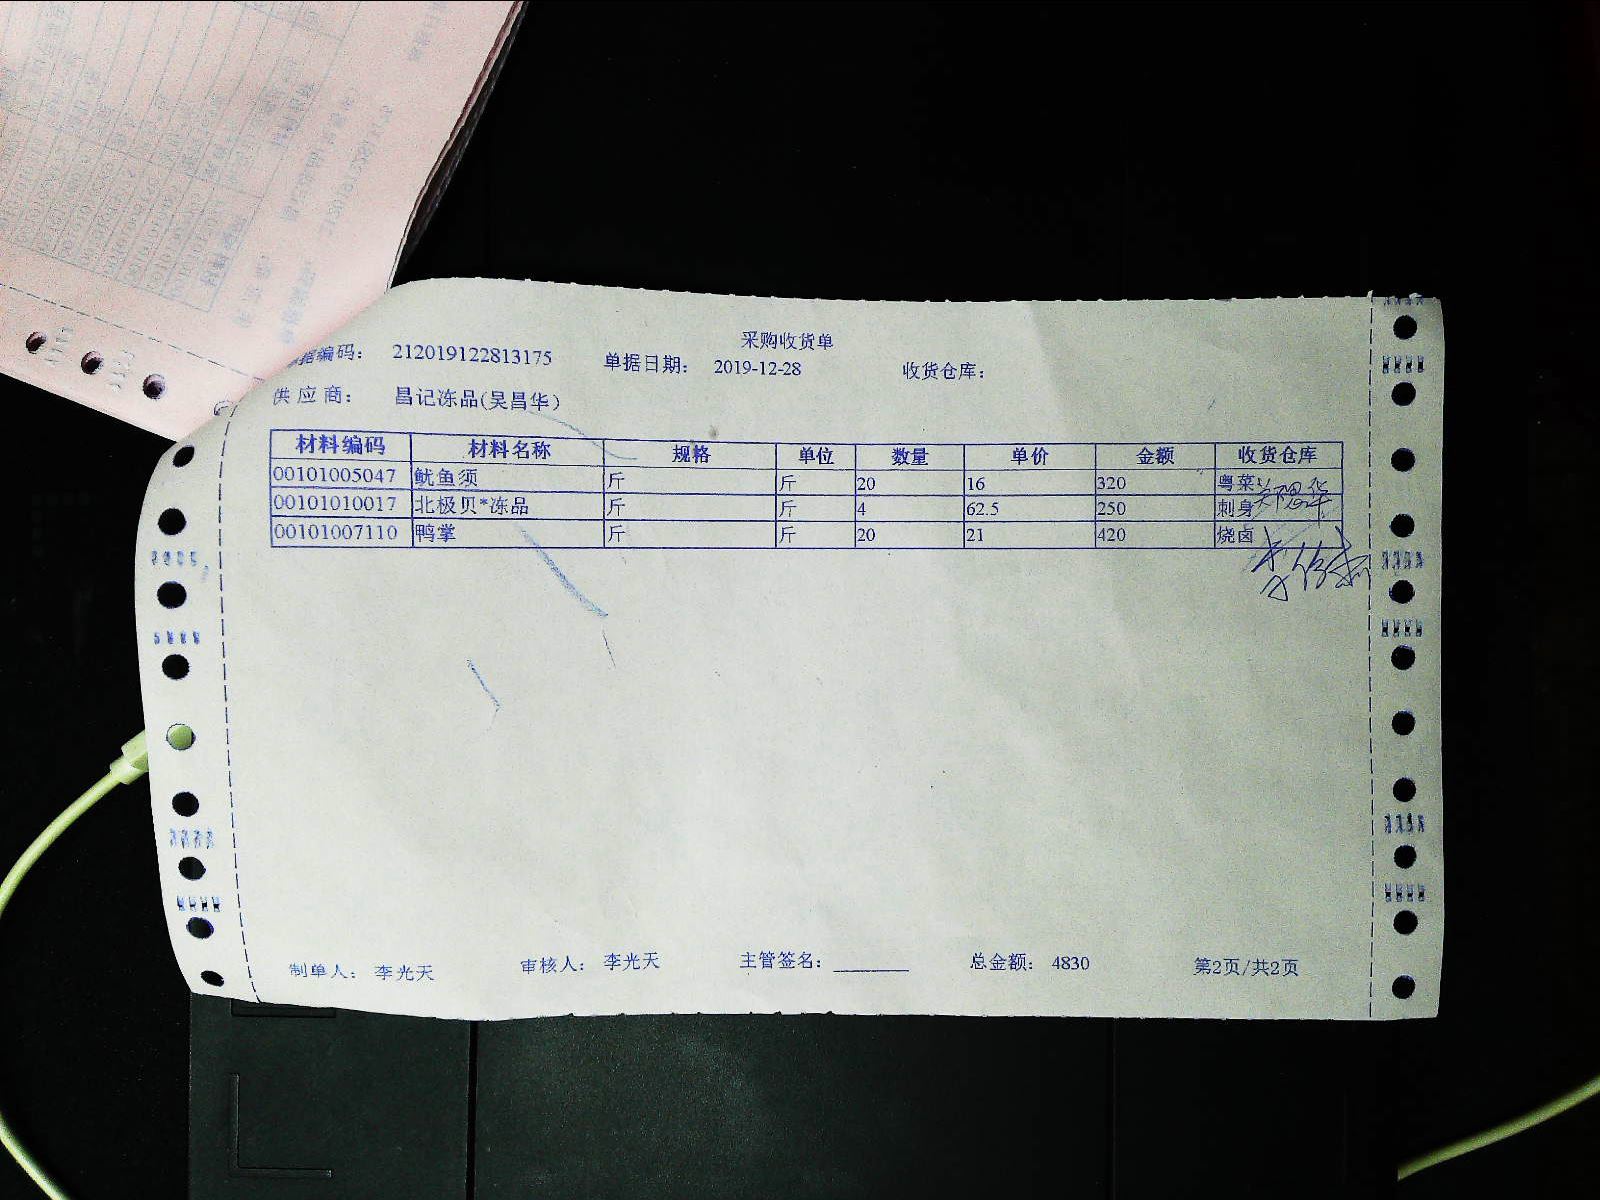 采购收货单
单据编码： 212019122813175 单据日期： 2019-12-28 收货仓库：
供 应 商： 昌记冻品(吴昌华)
材料编码 材料名称 规格 单位 数量 单价 金额 收货仓库
00101005047 鱿鱼须 斤 斤 20 16 320 粤菜
00101010017 北极贝*冻品 斤 斤 4 62.5 250 刺身
00101007110 鸭掌 斤 斤 20 21 420 烧卤
制单人： 李光天 审核人： 李光天 主管签名： 总金额： 4830 第2页/共2页